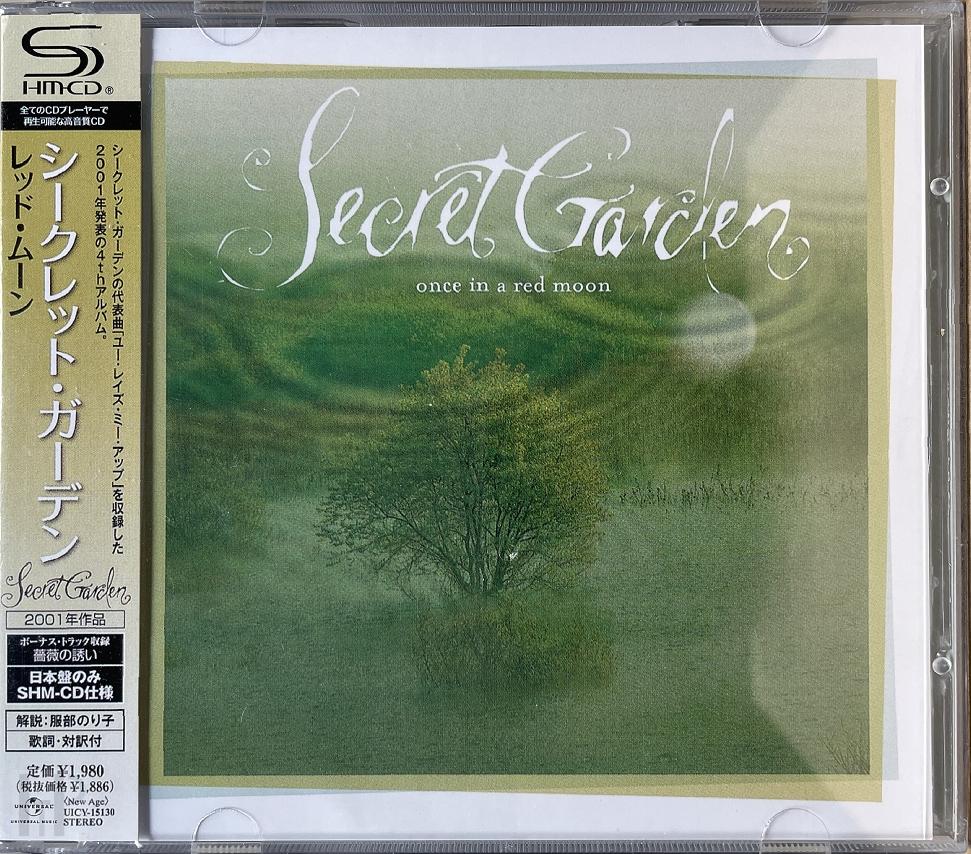 SHM-CD®
全てのCDプレーヤーで
再生可能な高音質CD
シークレット・ガーデンの代表曲「ユー・レイズ・ミー・アップ」を収録した
2001年発表の4thアルバム。
シークレット・ガーデン
レッド・ムーン
Secret Garden
2001年作品
ボーナス・トラック収録
薔薇の誘い
日本盤のみ
SHM-CD仕様
解説：服部のり子
歌詞・対訳付
定価 ¥1,980
（税抜価格 ¥1,886）
UNIVERSAL
UNIVERSAL MUSIC
〈New Age〉
UICY-15130
STEREO
Secret Garden
once in a red moon